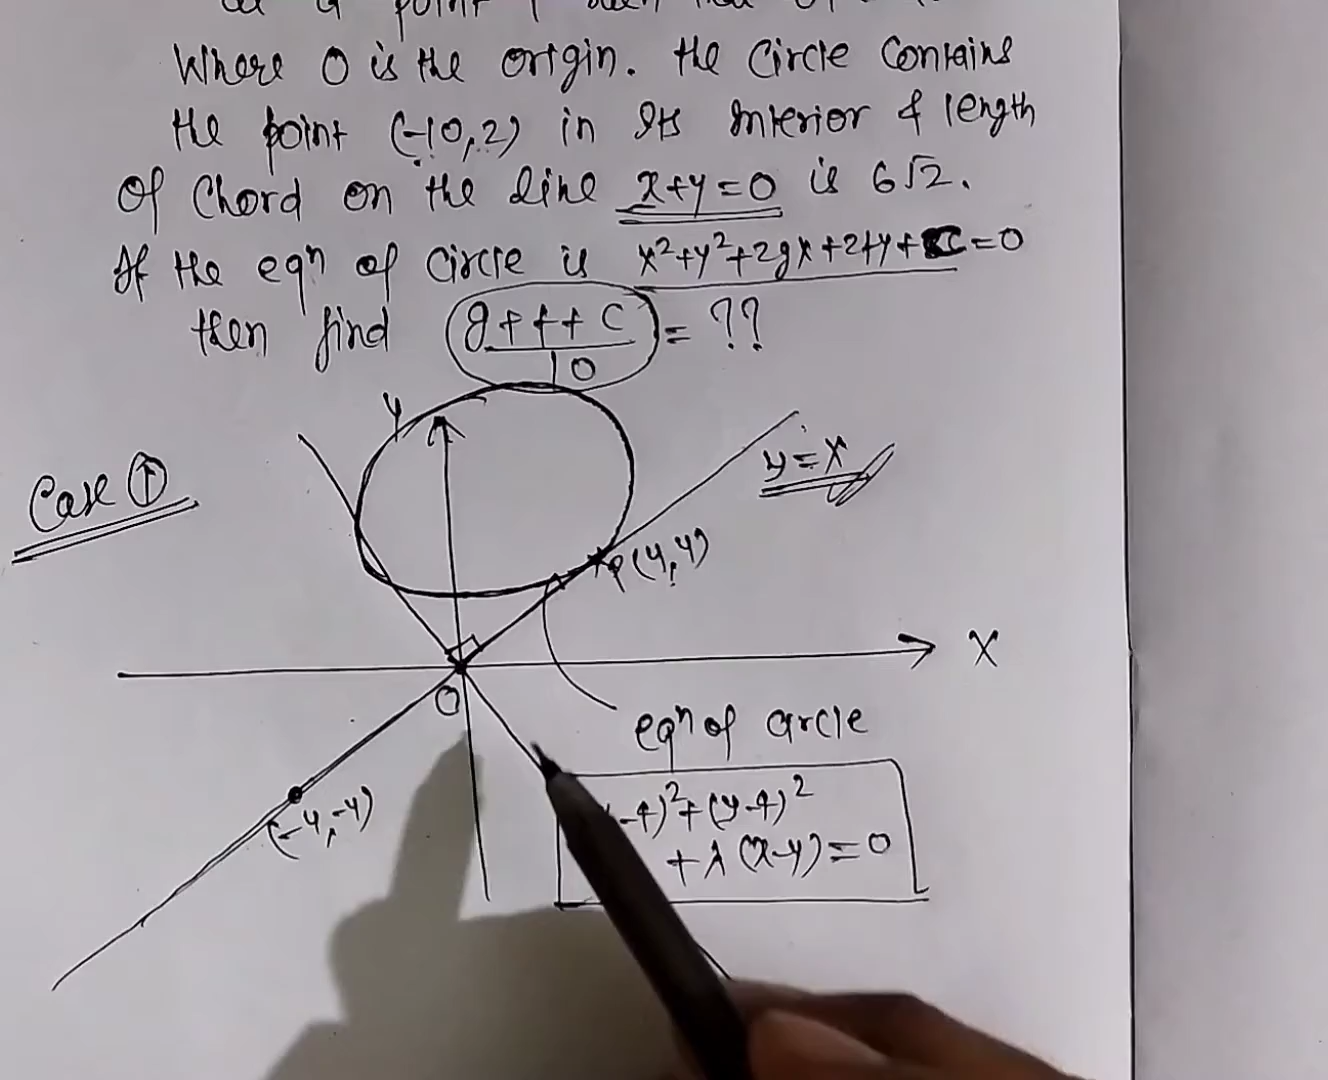 Where O is the origin. the Circle Contains
the point (-10,2) in Its Interior & length
Of Chord on the line x+y=0 is 6√2.
If the eqn of Circle is x²+y²+2gx+2fy+C=0
then find g+f+C/10 = ??
Y
y=x
Case ①
P(4,4)
X
O
eqn of circle
(-4,-4)
-4)²+(y-4)²
+λ(x-y)=0